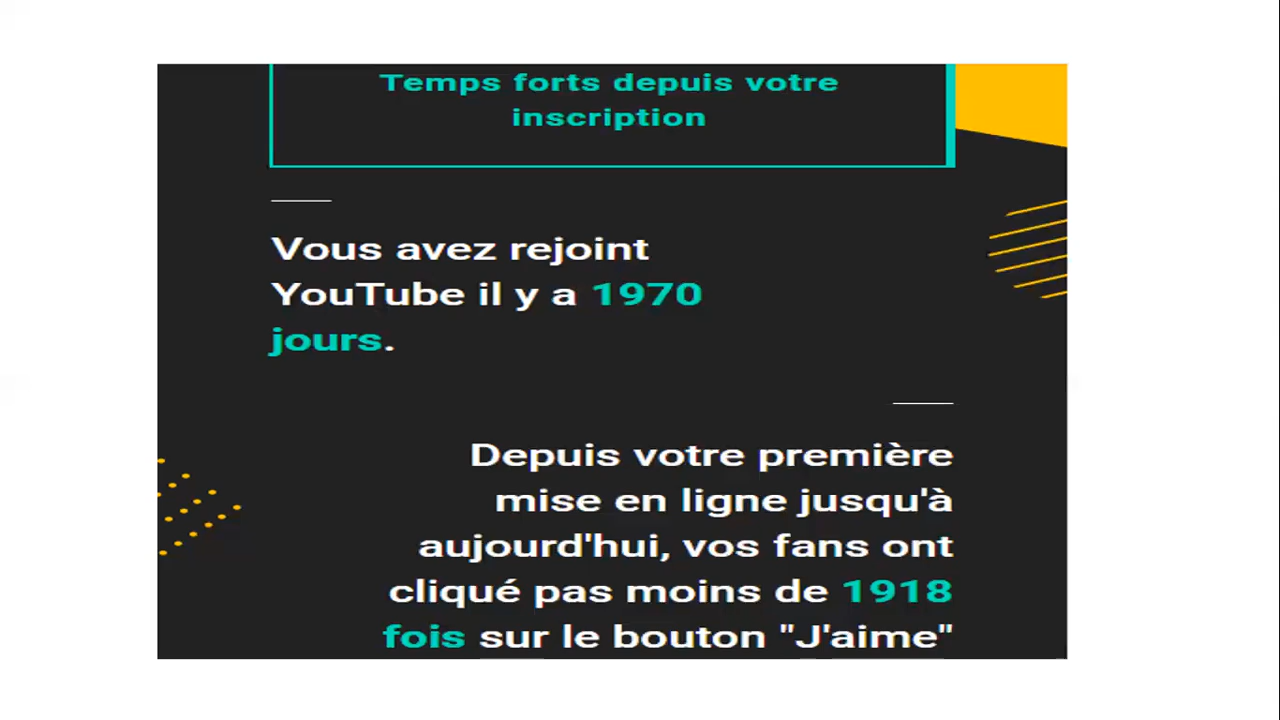 Temps forts depuis votre
inscription
Vous avez rejoint
YouTube il y a 1970
jours.
Depuis votre première
mise en ligne jusqu'à
aujourd'hui, vos fans ont
cliqué pas moins de 1918
fois sur le bouton "J'aime"